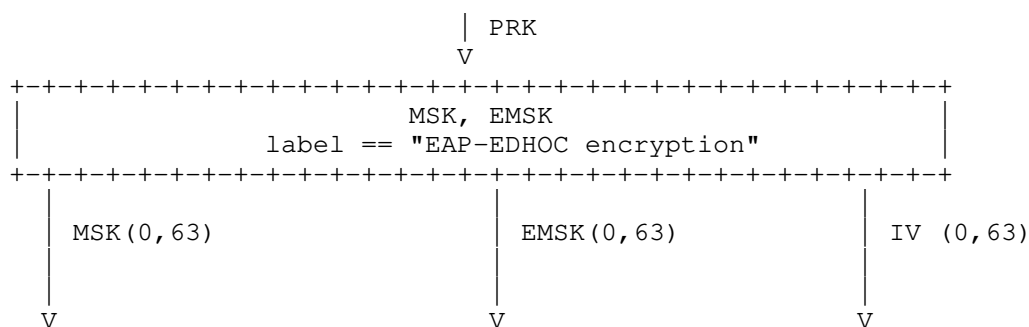 | PRK
V
+-+-+-+-+-+-+-+-+-+-+-+-+-+-+-+-+-+-+-+-+-+-+-+-+-+-+-+-+-+
| MSK, EMSK |
| label == "EAP-EDHOC encryption" |
+-+-+-+-+-+-+-+-+-+-+-+-+-+-+-+-+-+-+-+-+-+-+-+-+-+-+-+-+-+
| | |
| MSK(0,63) | EMSK(0,63) | IV (0,63)
| | |
| | |
V V V